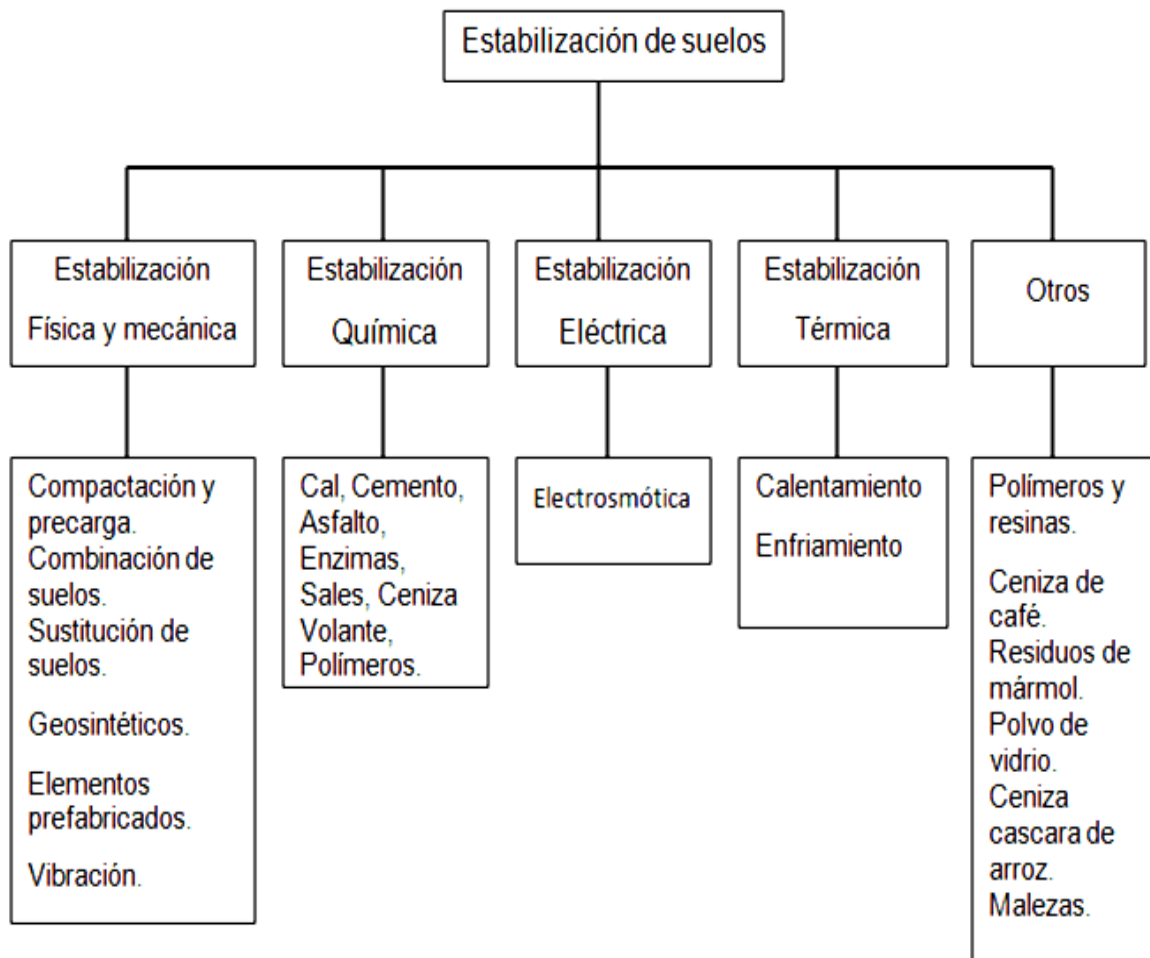 Estabilización de suelos
Estabilización
Física y mecánica
Estabilización
Química
Estabilización
Eléctrica
Estabilización
Térmica
Otros
Compactación y
precarga.
Combinación de
suelos.
Sustitución de
suelos.
Geosintéticos.
Elementos
prefabricados.
Vibración.
Cal, Cemento,
Asfalto,
Enzimas,
Sales, Ceniza
Volante,
Polímeros.
Electrosmótica
Calentamiento
Enfriamiento
Polímeros y
resinas.
Ceniza de
café.
Residuos de
mármol.
Polvo de
vidrio.
Ceniza
cascara de
arroz.
Malezas.